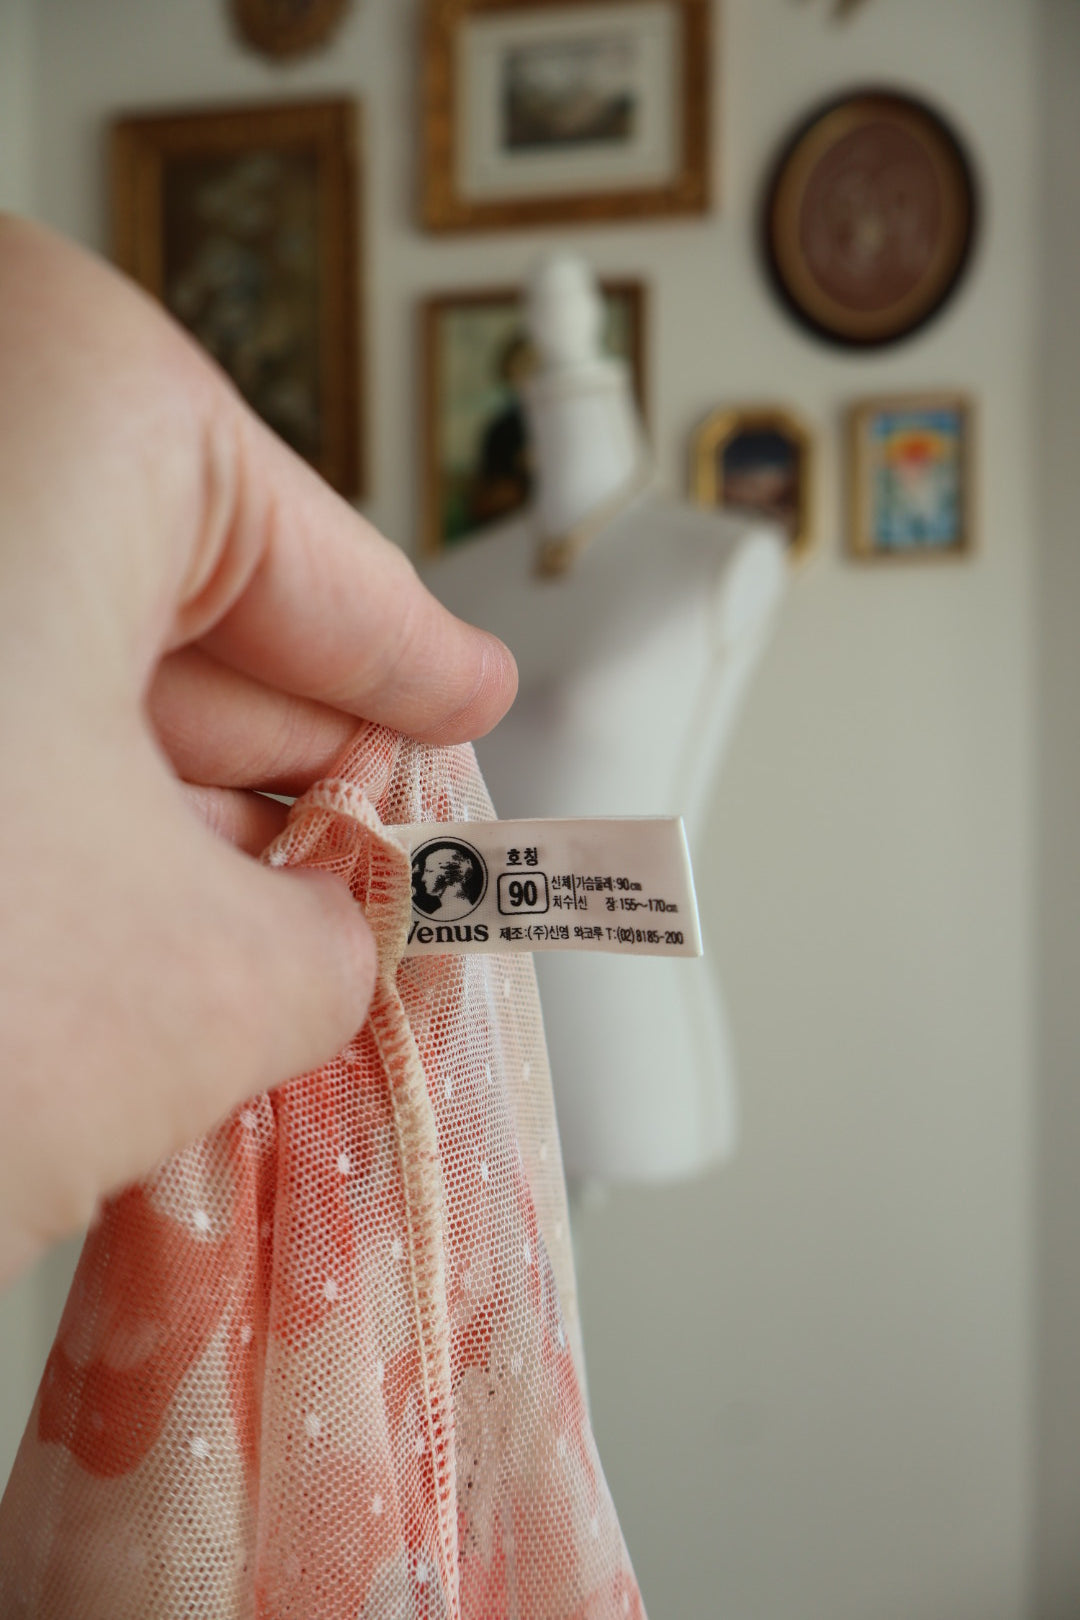 호칭
90
신체 가슴둘레:90cm
치수 신 장:155~170cm
Venus 제조:(주)신영 와코루 T:(02)8185-200